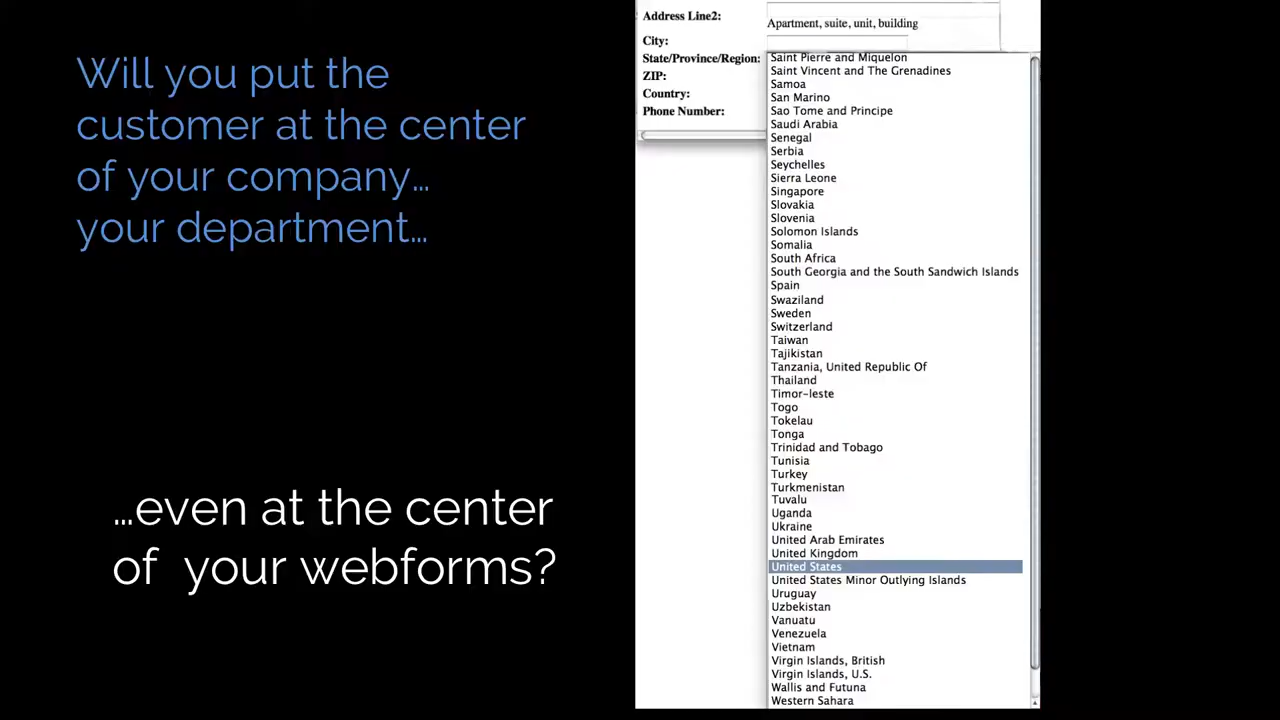 Will you put the
customer at the center
of your company...
your department...
...even at the center
of your webforms?
Address Line2:
Apartment, suite, unit, building
City:
State/Province/Region:
ZIP:
Country:
Phone Number:
Saint Pierre and Miquelon
Saint Vincent and The Grenadines
Samoa
San Marino
Sao Tome and Principe
Saudi Arabia
Senegal
Serbia
Seychelles
Sierra Leone
Singapore
Slovakia
Slovenia
Solomon Islands
Somalia
South Africa
South Georgia and the South Sandwich Islands
Spain
Swaziland
Sweden
Switzerland
Taiwan
Tajikistan
Tanzania, United Republic Of
Thailand
Timor-leste
Togo
Tokelau
Tonga
Trinidad and Tobago
Tunisia
Turkey
Turkmenistan
Tuvalu
Uganda
Ukraine
United Arab Emirates
United Kingdom
United States
United States Minor Outlying Islands
Uruguay
Uzbekistan
Vanuatu
Venezuela
Vietnam
Virgin Islands, British
Virgin Islands, U.S.
Wallis and Futuna
Western Sahara